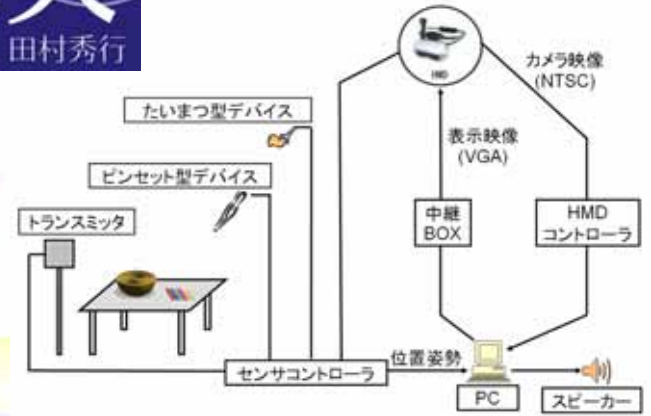 田村秀行
HMD
カメラ映像
(NTSC)
たいまつ型デバイス
表示映像
(VGA)
ピンセット型デバイス
トランスミッタ
中継
BOX
HMD
コントローラ
位置姿勢
センサコントローラ
PC
スピーカー